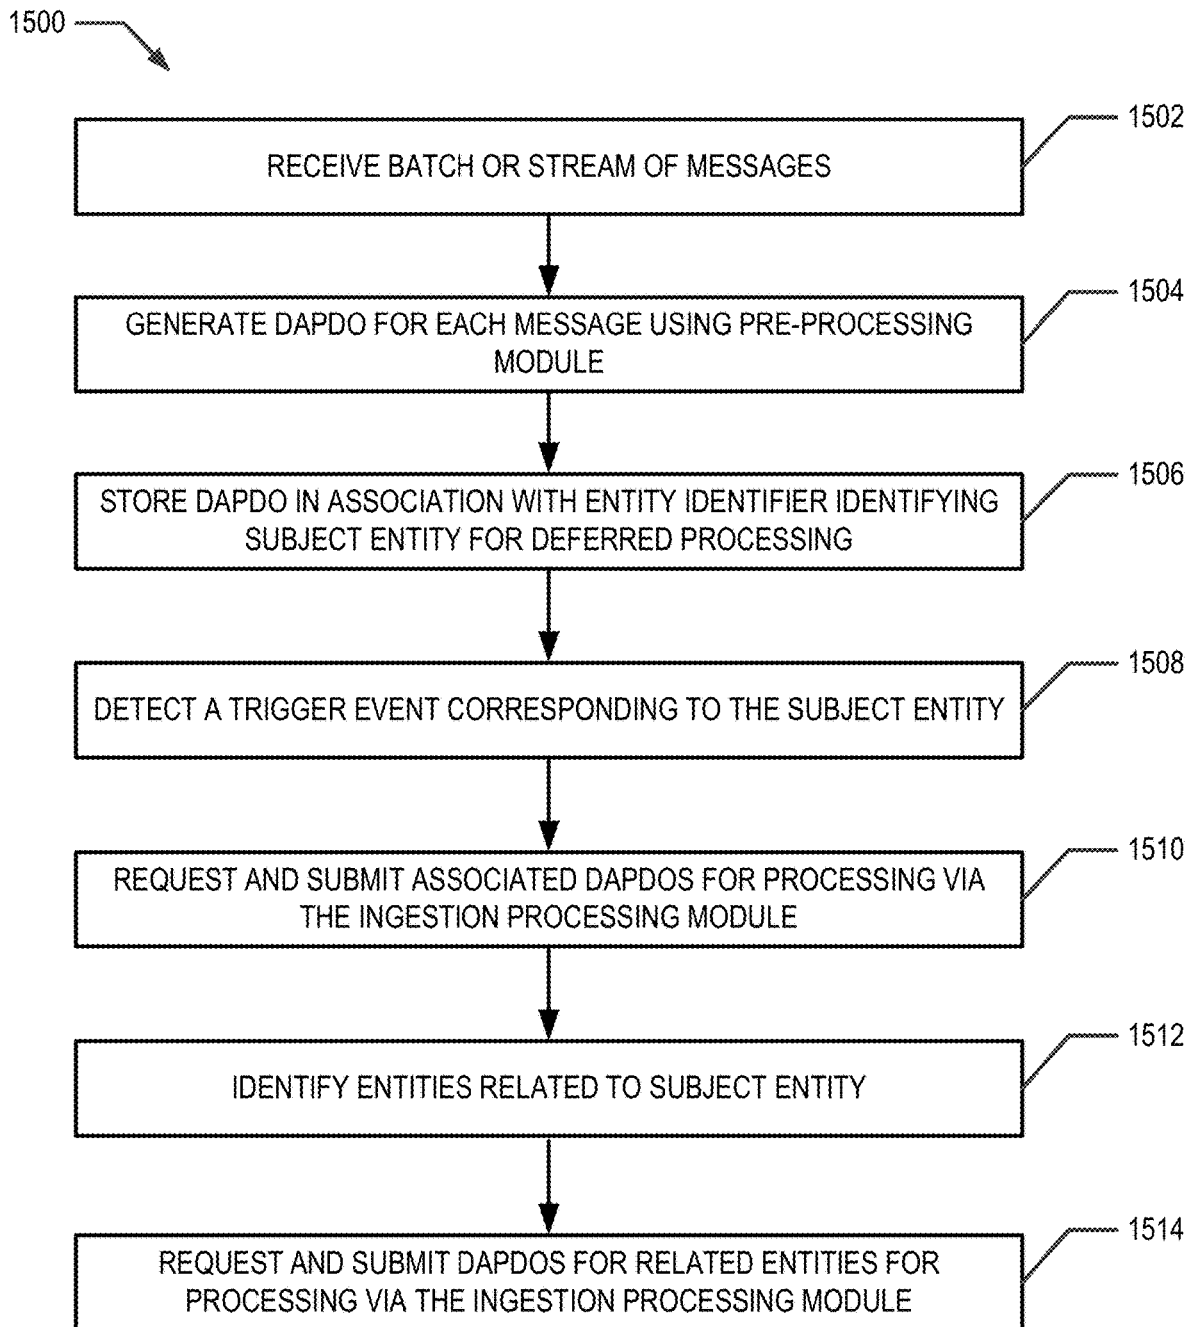 1500
1502
RECEIVE BATCH OR STREAM OF MESSAGES
1504
GENERATE DAPDO FOR EACH MESSAGE USING PRE-PROCESSING
MODULE
1506
STORE DAPDO IN ASSOCIATION WITH ENTITY IDENTIFIER IDENTIFYING
SUBJECT ENTITY FOR DEFERRED PROCESSING
1508
DETECT A TRIGGER EVENT CORRESPONDING TO THE SUBJECT ENTITY
1510
REQUEST AND SUBMIT ASSOCIATED DAPDOS FOR PROCESSING VIA
THE INGESTION PROCESSING MODULE
1512
IDENTIFY ENTITIES RELATED TO SUBJECT ENTITY
1514
REQUEST AND SUBMIT DAPDOS FOR RELATED ENTITIES FOR
PROCESSING VIA THE INGESTION PROCESSING MODULE